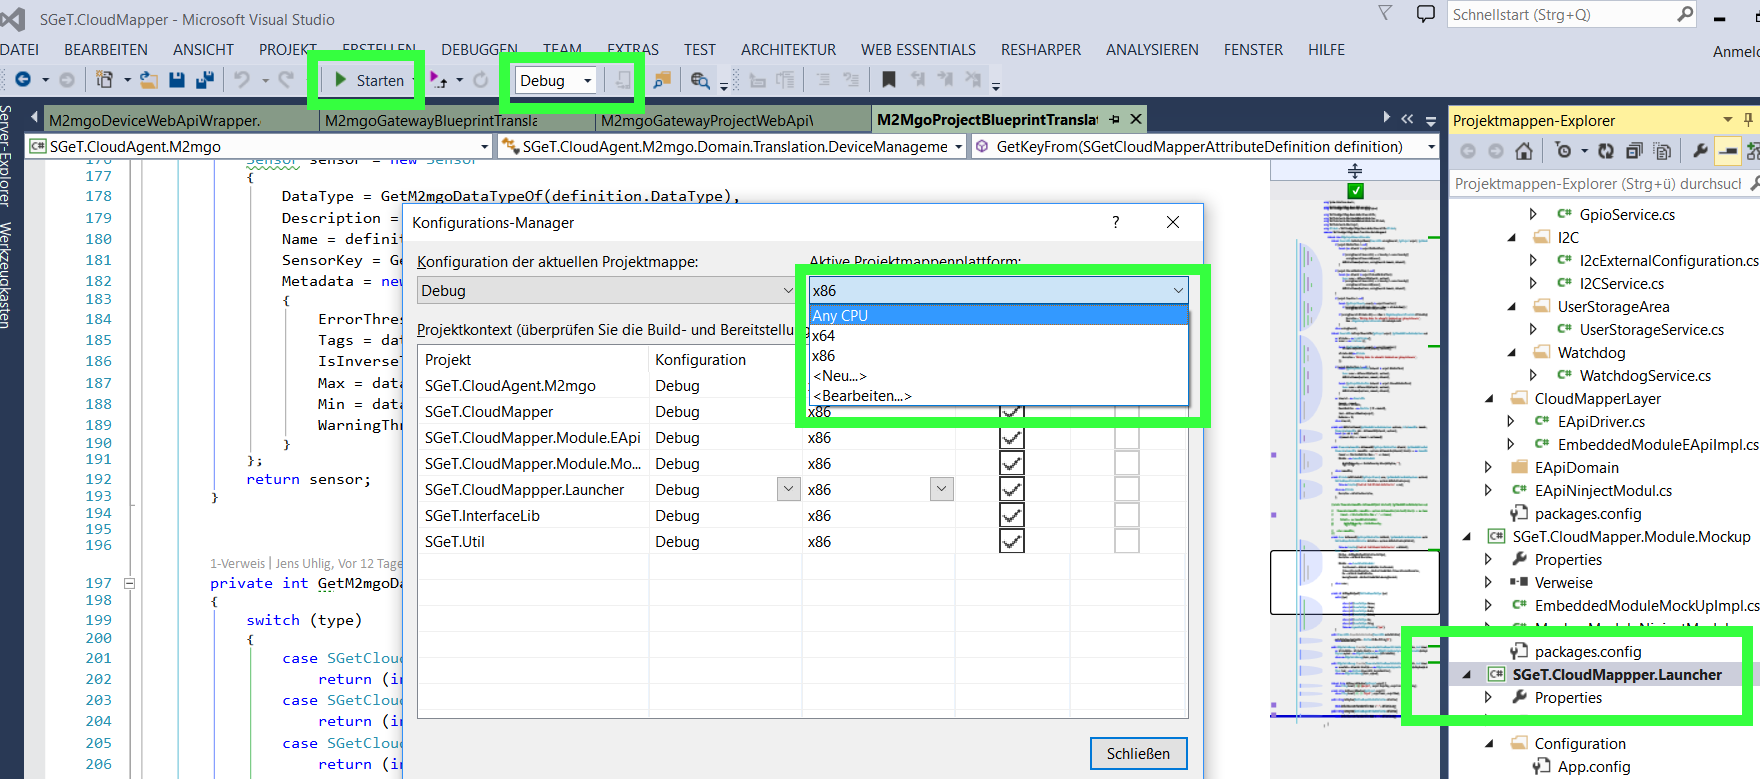 SGeT.CloudMapper - Microsoft Visual Studio
Schnellstart (Strg+Q)
DATEI BEARBEITEN ANSICHT PROJEKT ERSTELLEN DEBUGGEN TEAM EXTRAS TEST ARCHITEKTUR WEB ESSENTIALS RESHARPER ANALYSIEREN FENSTER HILFE
Anmelc
Starten
Debug
Server-Explorer
Werkzeugkasten
M2mgoDeviceWebApiWrapper.
M2mgoGatewayBlueprintTransla
M2mgoGatewayProjectWebApi\
M2MgoProjectBlueprintTranslat
SGeT.CloudAgent.M2mgo
SGeT.CloudAgent.M2mgo.Domain.Translation.DeviceManageme
GetKeyFrom(SGetCloudMapperAttributeDefinition definition)
176 Sensor sensor = new Sensor
177 {
178 DataType = GetM2mgoDataTypeOf(definition.DataType),
179 Description =
180 Name = definit
181 SensorKey = Ge
182 Metadata = new
183 {
184 ErrorThres
185 Tags = dat
186 IsInverseT
187 Max = data
188 Min = data
189 WarningThr
190 }
191 };
192 return sensor;
193 }
194
195
196
1-Verweis | Jens Uhlig, Vor 12 Tage
197 private int GetM2mgoDa
198 {
199 switch (type)
200 {
201 case SGetClou
202 return (in
203 case SGetClou
204 return (in
205 case SGetClou
206 return (in
Konfigurations-Manager
?
Konfiguration der aktuellen Projektmappe:
Aktive Projektmappenplattform:
Debug
x86
Any CPU
x64
x86
<Neu...>
<Bearbeiten...>
Projektkontext (überprüfen Sie die Build- und Bereitstellung
Projekt Konfiguration
SGeT.CloudAgent.M2mgo Debug
SGeT.CloudMapper Debug x86
SGeT.CloudMapper.Module.EApi Debug x86
SGeT.CloudMapper.Module.Mo... Debug x86
SGeT.CloudMappper.Launcher Debug x86
SGeT.InterfaceLib Debug x86
SGeT.Util Debug x86
Schließen
Projektmappen-Explorer
Projektmappen-Explorer (Strg+ü) durchsuch
C# GpioService.cs
I2C
C# I2cExternalConfiguration.cs
C# I2CService.cs
UserStorageArea
C# UserStorageService.cs
Watchdog
C# WatchdogService.cs
CloudMapperLayer
C# EApiDriver.cs
C# EmbeddedModuleEApiImpl.cs
EApiDomain
C# EApiNinjectModul.cs
packages.config
C# SGeT.CloudMapper.Module.Mockup
Properties
Verweise
C# EmbeddedModuleMockUpImpl.cs
packages.config
C# SGeT.CloudMappper.Launcher
Properties
Configuration
App.config